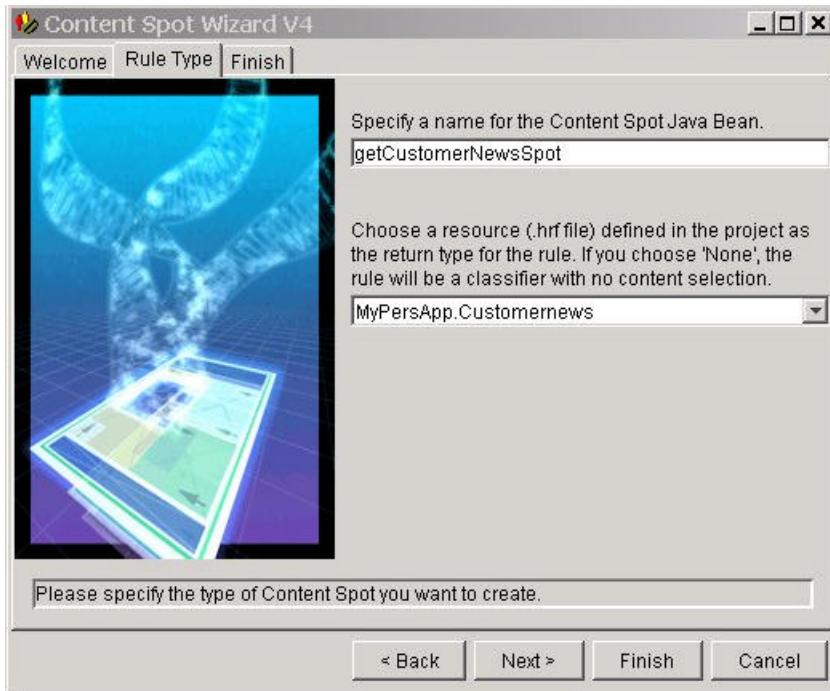 Content Spot Wizard V4
Welcome Rule Type Finish
Specify a name for the Content Spot Java Bean.
getCustomerNewsSpot
Choose a resource (.hrf file) defined in the project as
the return type for the rule. If you choose 'None', the
rule will be a classifier with no content selection.
MyPersApp.Customernews
Please specify the type of Content Spot you want to create.
< Back Next > Finish Cancel